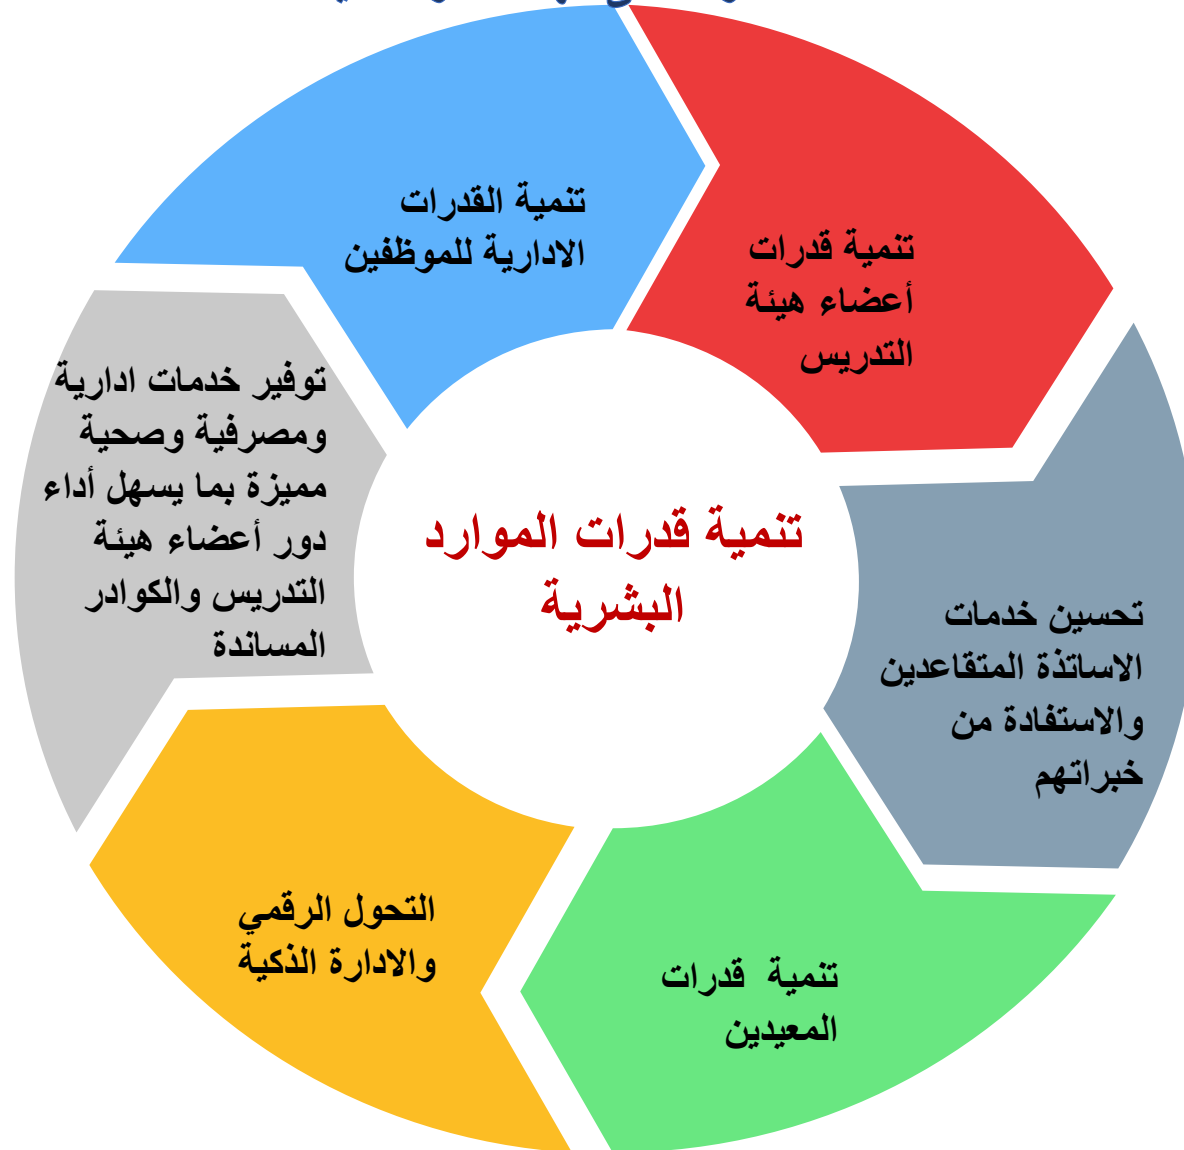 تنمية قدرات الموارد
البشرية
تنمية قدرات
أعضاء هيئة
التدريس
تحسين خدمات
الاساتذة المتقاعدين
والاستفادة من
خبراتهم
تنمية قدرات
المعيدين
التحول الرقمي
والادارة الذكية
توفير خدمات ادارية
ومصرفية وصحية
مميزة بما يسهل أداء
دور أعضاء هيئة
التدريس والكوادر
المساندة
تنمية القدرات
الادارية للموظفين